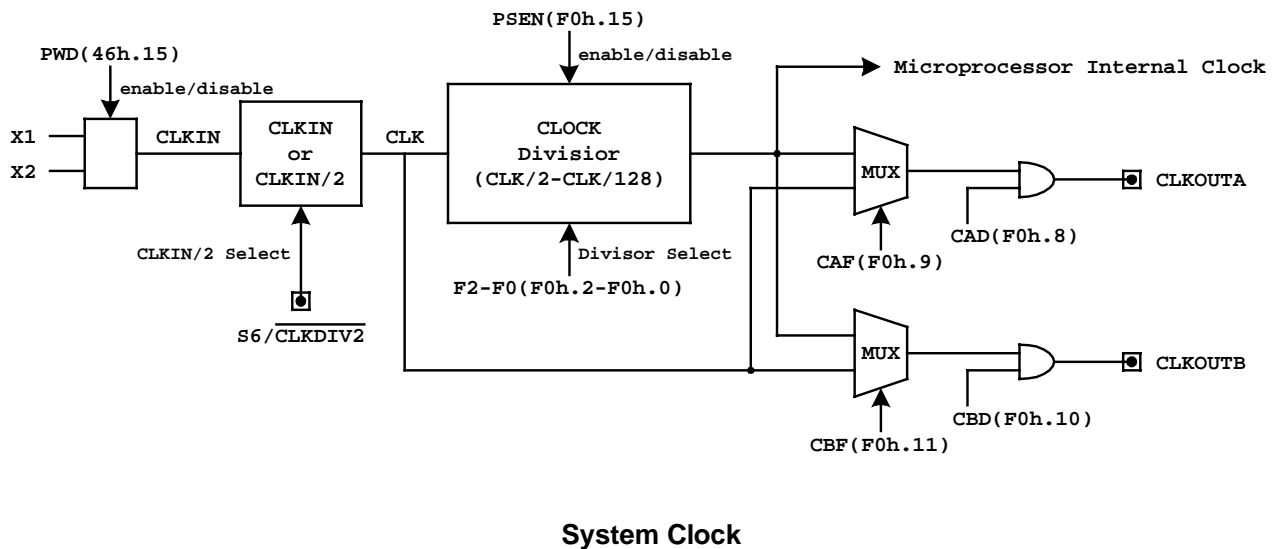 PSEN(F0h.15)
PWD(46h.15)
enable/disable
enable/disable
Microprocessor Internal Clock
X1
X2
CLKIN
CLKIN
or
CLKIN/2
CLK
CLOCK
Divisior
(CLK/2-CLK/128)
MUX
CLKOUTA
CAD(F0h.8)
CAF(F0h.9)
CLKIN/2 Select
Divisor Select
F2-F0(F0h.2-F0h.0)
S6/CLKDIV2
MUX
CLKOUTB
CBD(F0h.10)
CBF(F0h.11)
System Clock